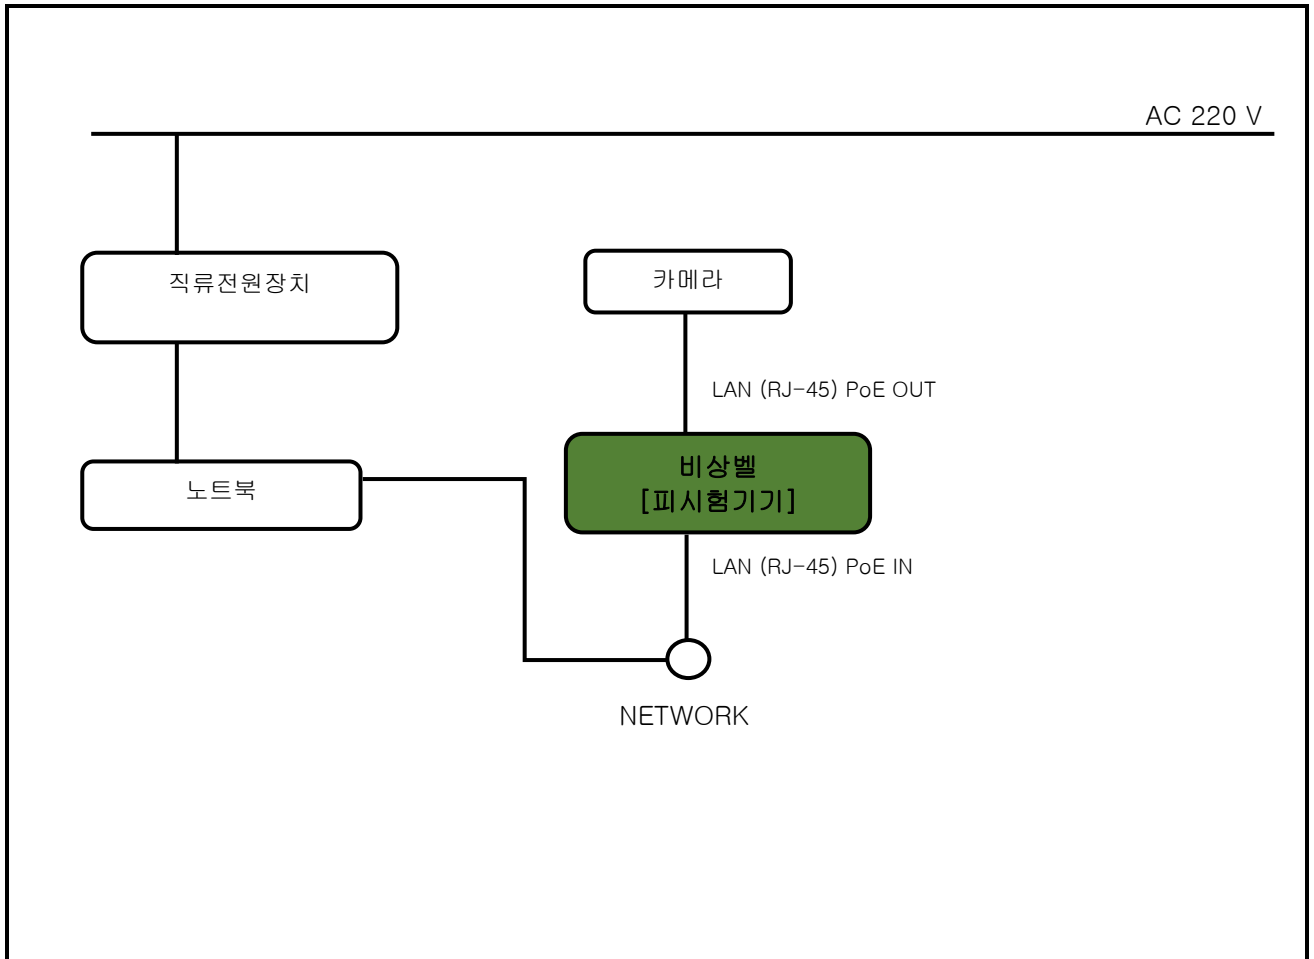 AC 220 V
직류전원장치
카메라
LAN (RJ-45) PoE OUT
비상벨
[피시험기기]
노트북
LAN (RJ-45) PoE IN
NETWORK